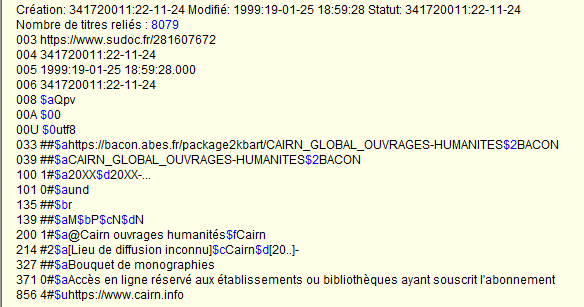 Création: 341720011:22-11-24 Modifié: 1999:19-01-25 18:59:28 Statut: 341720011:22-11-24
Nombre de titres reliés : 8079
003 https://www.sudoc.fr/281607672
004 341720011:22-11-24
005 1999:19-01-25 18:59:28.000
006 341720011:22-11-24
008 $aQpv
00A $00
00U $0utf8
033 ##$ahttps://bacon.abes.fr/package2kbart/CAIRN_GLOBAL_OUVRAGES-HUMANITES$2BACON
039 ##$aCAIRN_GLOBAL_OUVRAGES-HUMANITES$2BACON
100 1#$a20XX$d20XX-...
101 0#$aund
135 ##$br
139 ##$aM$bP$cN$dN
200 1#$a@Cairn ouvrages humanités$fCairn
214 #2$a[Lieu de diffusion inconnu]$cCairn$d[20..]-
327 ##$aBouquet de monographies
371 0#$aAccès en ligne réservé aux établissements ou bibliothèques ayant souscrit l'abonnement
856 4#$uhttps://www.cairn.info